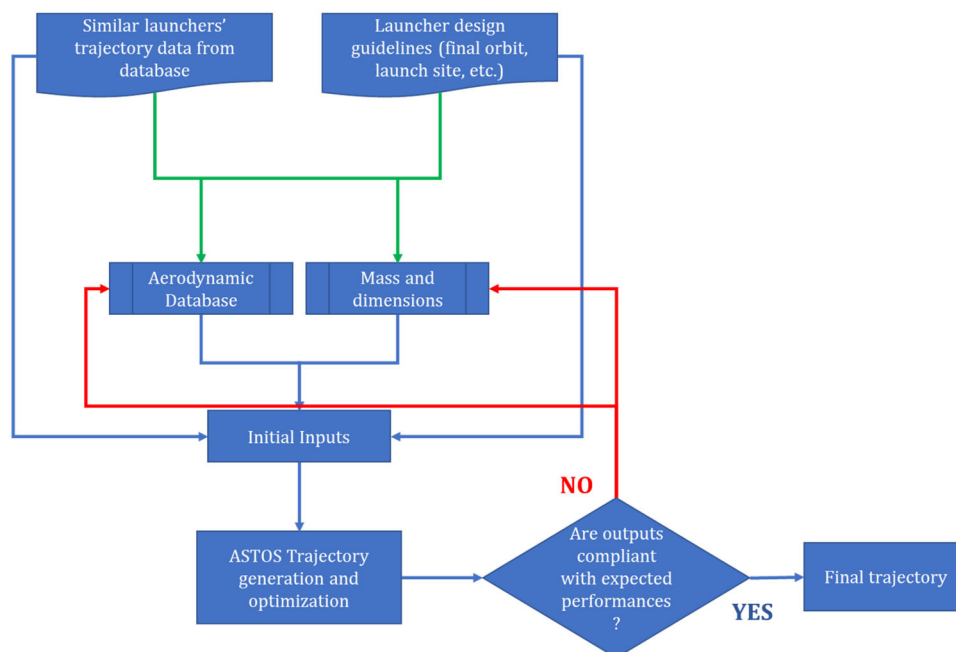 Similar launchers’
trajectory data from
database
Launcher design
guidelines (final orbit,
launch site, etc.)
Aerodynamic
Database
Mass and
dimensions
Initial Inputs
NO
ASTOS Trajectory
generation and
optimization
Are outputs
compliant
with expected
performances
?
YES
Final trajectory